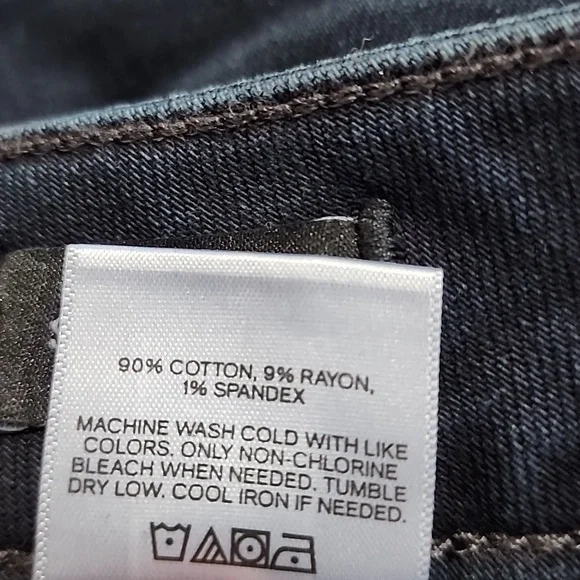 90% COTTON, 9% RAYON,
1% SPANDEX
MACHINE WASH COLD WITH LIKE
COLORS. ONLY NON-CHLORINE
BLEACH WHEN NEEDED. TUMBLE
DRY LOW. COOL IRON IF NEEDED.